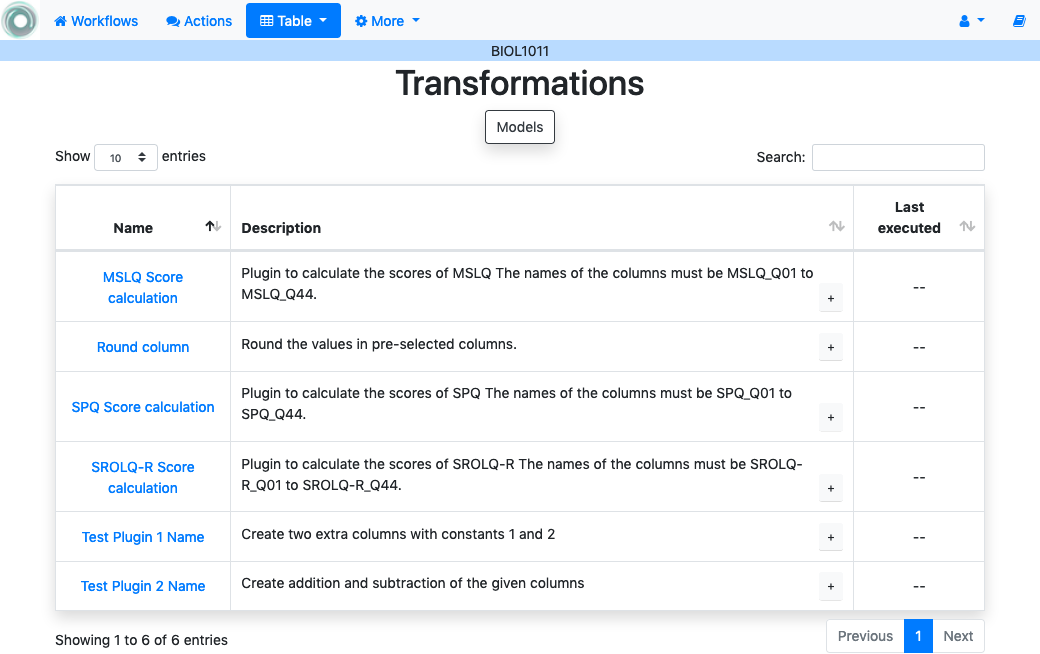 Workflows Actions Table More
BIOL1011
Transformations
Models
Show 10 entries
Search:
Name Description Last executed
MSLQ Score calculation
Plugin to calculate the scores of MSLQ The names of the columns must be MSLQ_Q01 to
MSLQ_Q44.
+
--
Round column
Round the values in pre-selected columns.
+
--
SPQ Score calculation
Plugin to calculate the scores of SPQ The names of the columns must be SPQ_Q01 to
SPQ_Q44.
+
--
SROLQ-R Score calculation
Plugin to calculate the scores of SROLQ-R The names of the columns must be SROLQ-
R_Q01 to SROLQ-R_Q44.
+
--
Test Plugin 1 Name
Create two extra columns with constants 1 and 2
+
--
Test Plugin 2 Name
Create addition and subtraction of the given columns
+
--
Showing 1 to 6 of 6 entries
Previous 1 Next